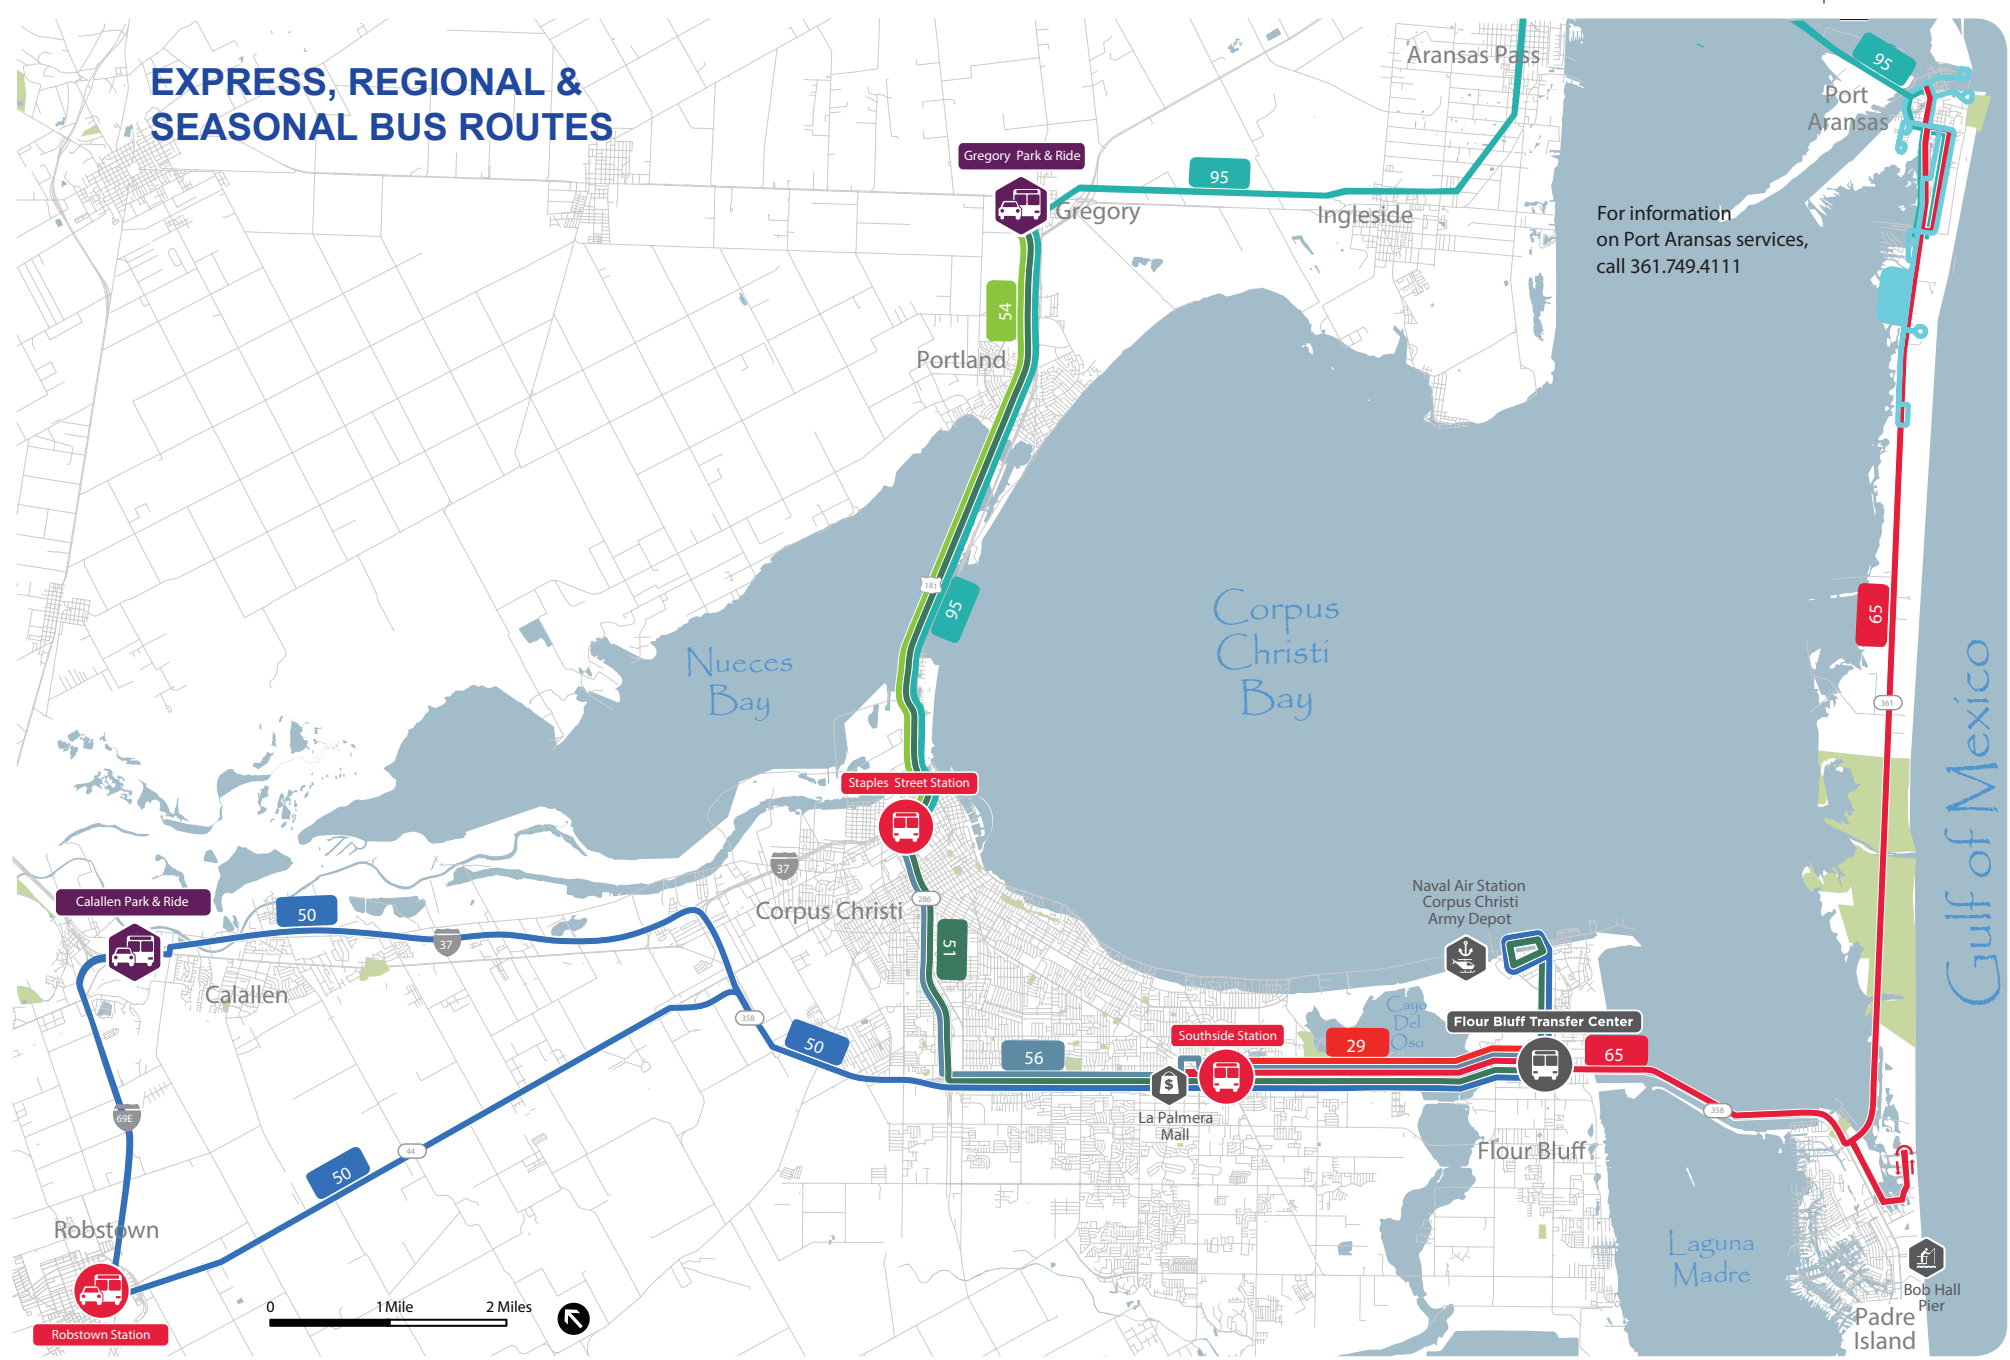 EXPRESS, REGIONAL &
SEASONAL BUS ROUTES
Aransas Pass
95
Port
Aransas
Gregory Park & Ride
Gregory
95
Ingleside
For information
on Port Aransas services,
call 361.749.4111
54
Portland
181
95
Corpus
Christi
Bay
Nueces
Bay
65
361
Gulf of Mexico
Staples Street Station
37
286
Corpus Christi
51
Calallen Park & Ride
50
37
Calallen
Naval Air Station
Corpus Christi
Army Depot
Cayo
Del
Oso
Flour Bluff Transfer Center
358
50
56
Southside Station
29
65
$
La Palmera
Mall
358
Flour Bluff
69E
44
50
Robstown
Laguna
Madre
Bob Hall
Pier
Padre
Island
0
1 Mile
2 Miles
Robstown Station